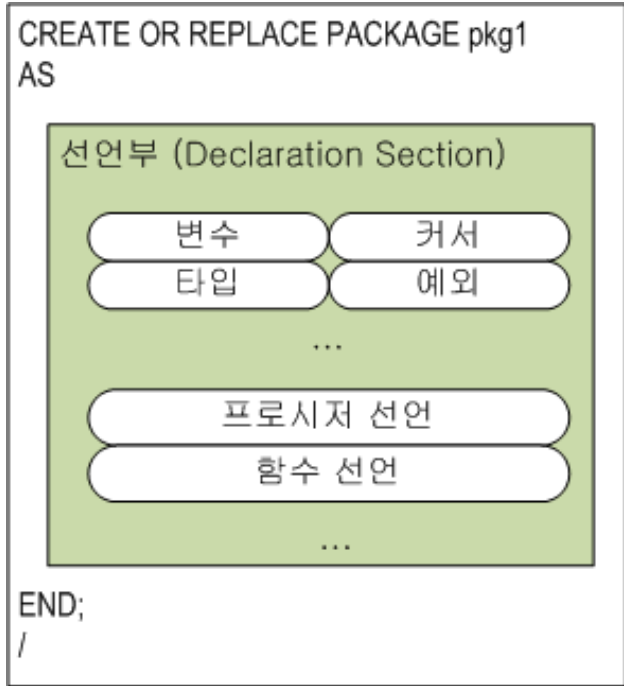 CREATE OR REPLACE PACKAGE pkg1
AS
선언부 (Declaration Section)
변수 커서
타입 예외
...
프로시저 선언
함수 선언
...
END;
/